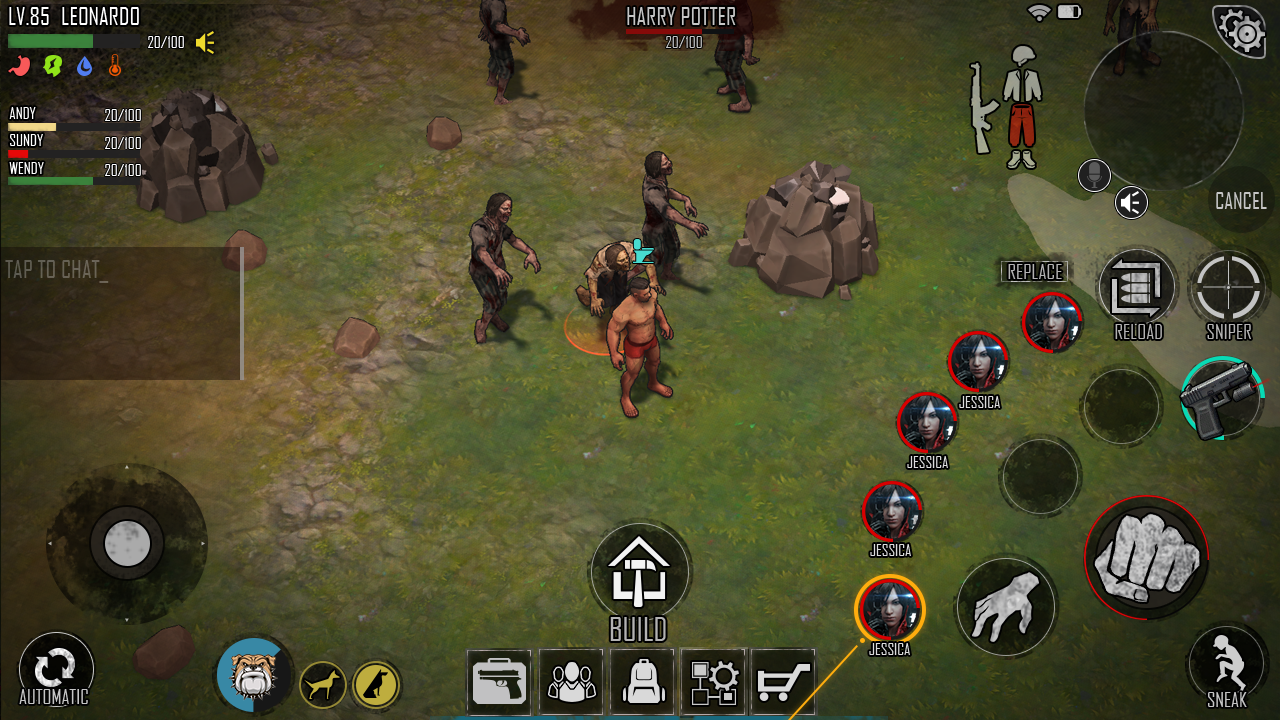 LV.85 LEONARDO
20/100
HARRY POTTER
20/100
ANDY 20/100
SUNDY 20/100
WENDY 20/100
CANCEL
TAP TO CHAT_
REPLACE
RELOAD
SNIPER
JESSICA
JESSICA
JESSICA
JESSICA
BUILD
AUTOMATIC
SNEAK